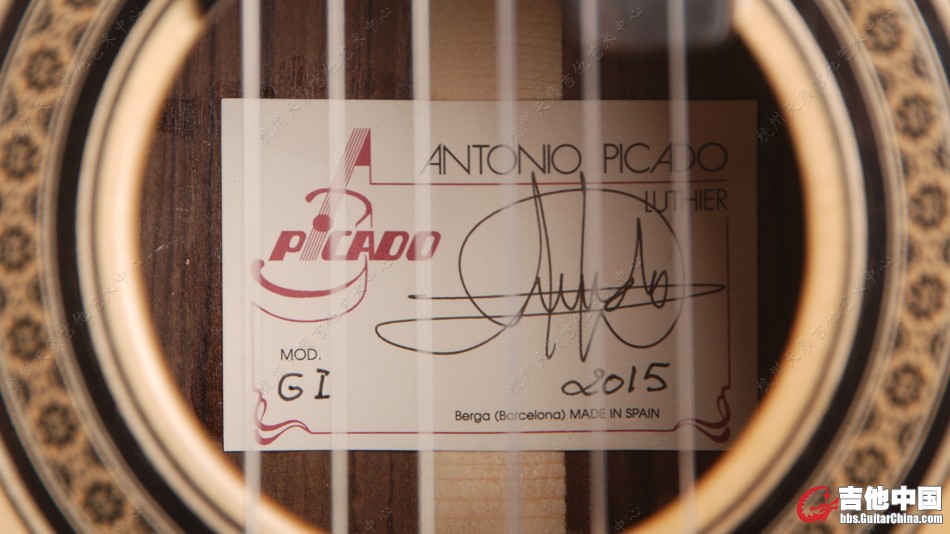 ANTONIO PICADO
LUTHIER
PICADO
MOD.
GI
2015
Berga (Barcelona) MADE IN SPAIN
吉他中国
bbs.GuitarChina.com